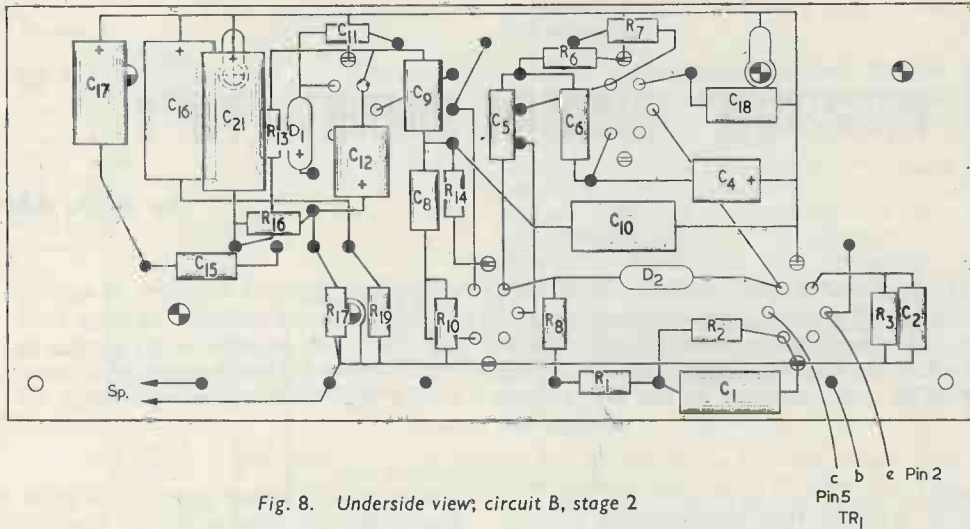 C11
R7
R6
C17
C16
C21
R13
D1
C9
C12
C5
C6
C18
C4
C8
R14
R16
C10
C15
D2
R17
R19
R10
R8
R2
R3
C2
R1
C1
Sp.
c b e Pin 2
Pin 5
TR1
Fig. 8. Underside view; circuit B, stage 2